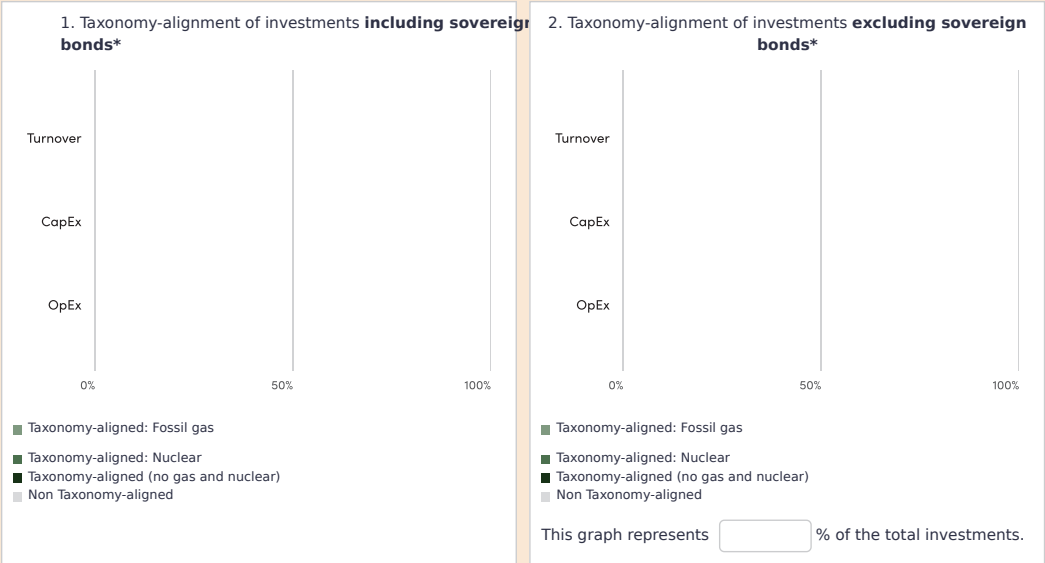 1. Taxonomy-alignment of investments including sovereign
bonds*
Turnover
CapEx
OpEx
0% 50% 100%
Taxonomy-aligned: Fossil gas
Taxonomy-aligned: Nuclear
Taxonomy-aligned (no gas and nuclear)
Non Taxonomy-aligned
2. Taxonomy-alignment of investments excluding sovereign
bonds*
Turnover
CapEx
OpEx
0% 50% 100%
Taxonomy-aligned: Fossil gas
Taxonomy-aligned: Nuclear
Taxonomy-aligned (no gas and nuclear)
Non Taxonomy-aligned
This graph represents % of the total investments.